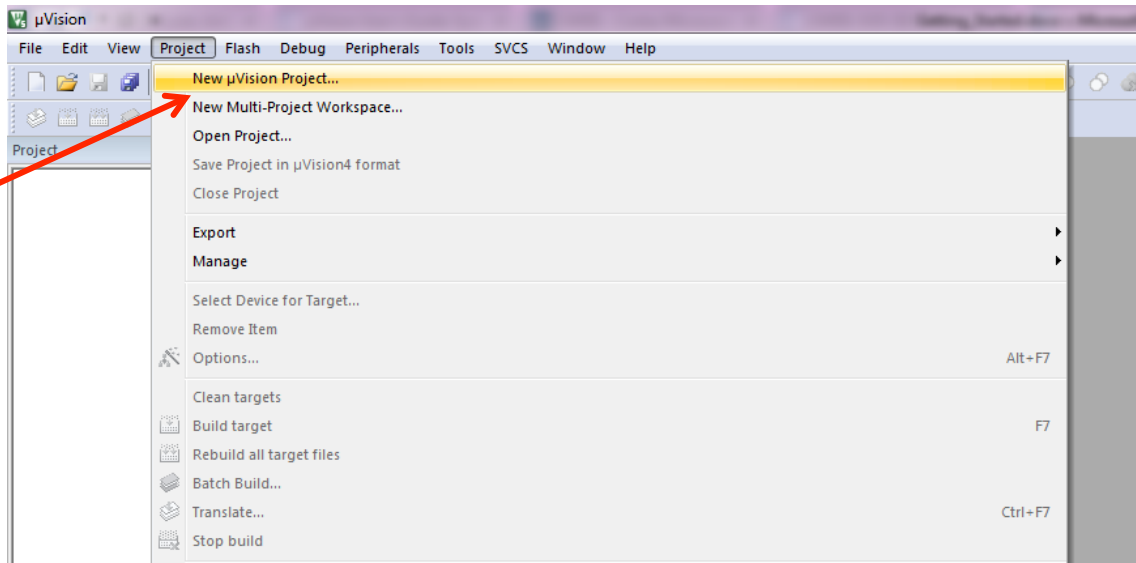 µVision
File Edit View Project Flash Debug Peripherals Tools SVCS Window Help
New µVision Project...
New Multi-Project Workspace...
Project
Open Project...
Save Project in µVision4 format
Close Project
Export
Manage
Select Device for Target...
Remove Item
Options... Alt+F7
Clean targets
Build target F7
Rebuild all target files
Batch Build...
Translate... Ctrl+F7
Stop build